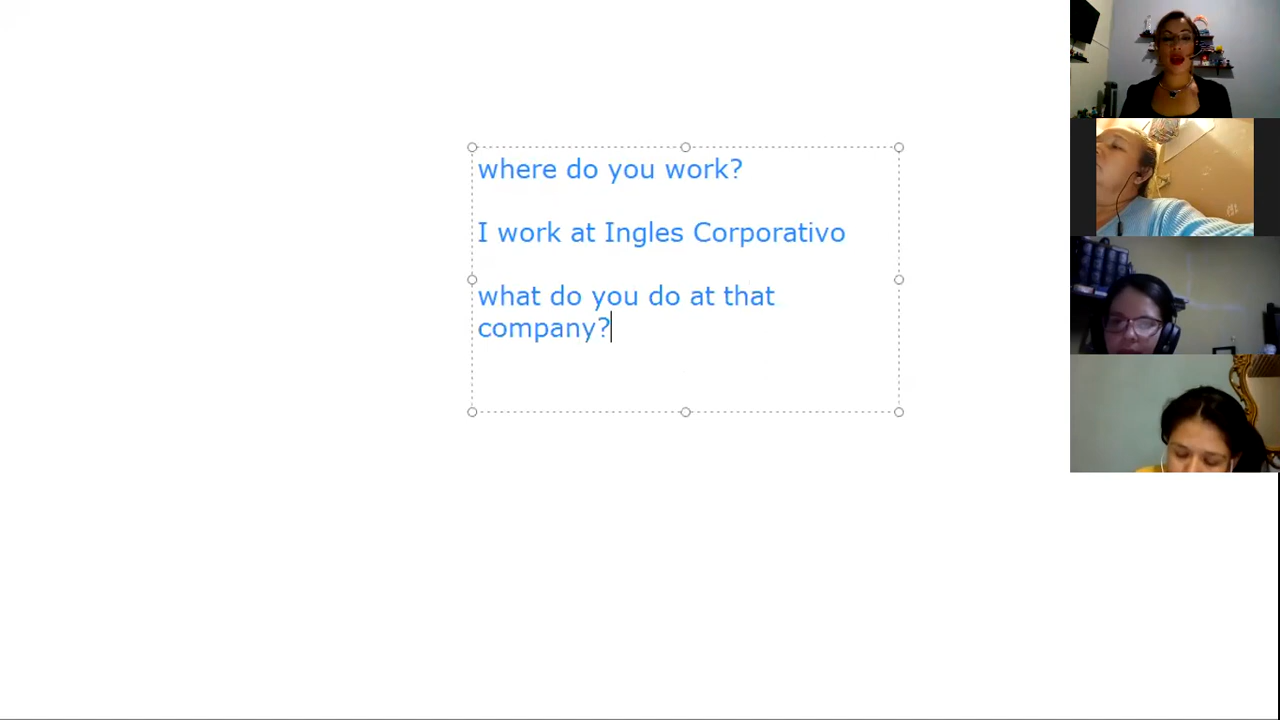 where do you work?
I work at Ingles Corporativo
what do you do at that
company?